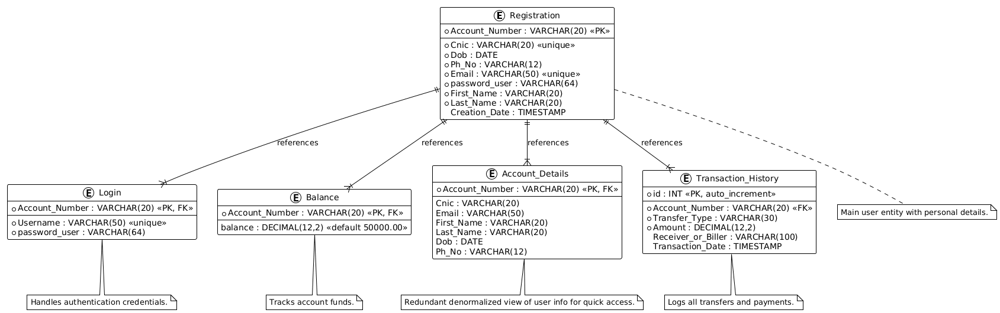 E Registration
Account_Number : VARCHAR(20) «PK»
Cnic : VARCHAR(20) «unique»
Dob : DATE
Ph_No : VARCHAR(12)
Email : VARCHAR(50) «unique»
password_user : VARCHAR(64)
First_Name : VARCHAR(20)
Last_Name : VARCHAR(20)
Creation_Date : TIMESTAMP
references
references
references
references
E Login
Account_Number : VARCHAR(20) «PK, FK»
Username : VARCHAR(50) «unique»
password_user : VARCHAR(64)
E Balance
Account_Number : VARCHAR(20) «PK, FK»
balance : DECIMAL(12,2) «default 50000.00»
E Account_Details
Account_Number : VARCHAR(20) «PK, FK»
Cnic : VARCHAR(20)
Email : VARCHAR(50)
First_Name : VARCHAR(20)
Last_Name : VARCHAR(20)
Dob : DATE
Ph_No : VARCHAR(12)
E Transaction_History
id : INT «PK, auto_increment»
Account_Number : VARCHAR(20) «FK»
Transfer_Type : VARCHAR(30)
Amount : DECIMAL(12,2)
Receiver_or_Biller : VARCHAR(100)
Transaction_Date : TIMESTAMP
Main user entity with personal details.
Handles authentication credentials.
Tracks account funds.
Redundant denormalized view of user info for quick access.
Logs all transfers and payments.